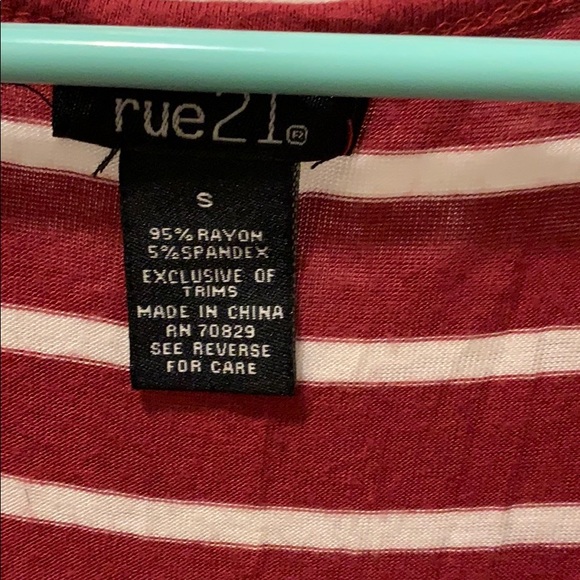 rue21®
S
95% RAYON
5% SPANDEX
EXCLUSIVE OF
TRIMS
MADE IN CHINA
RN 70829
SEE REVERSE
FOR CARE